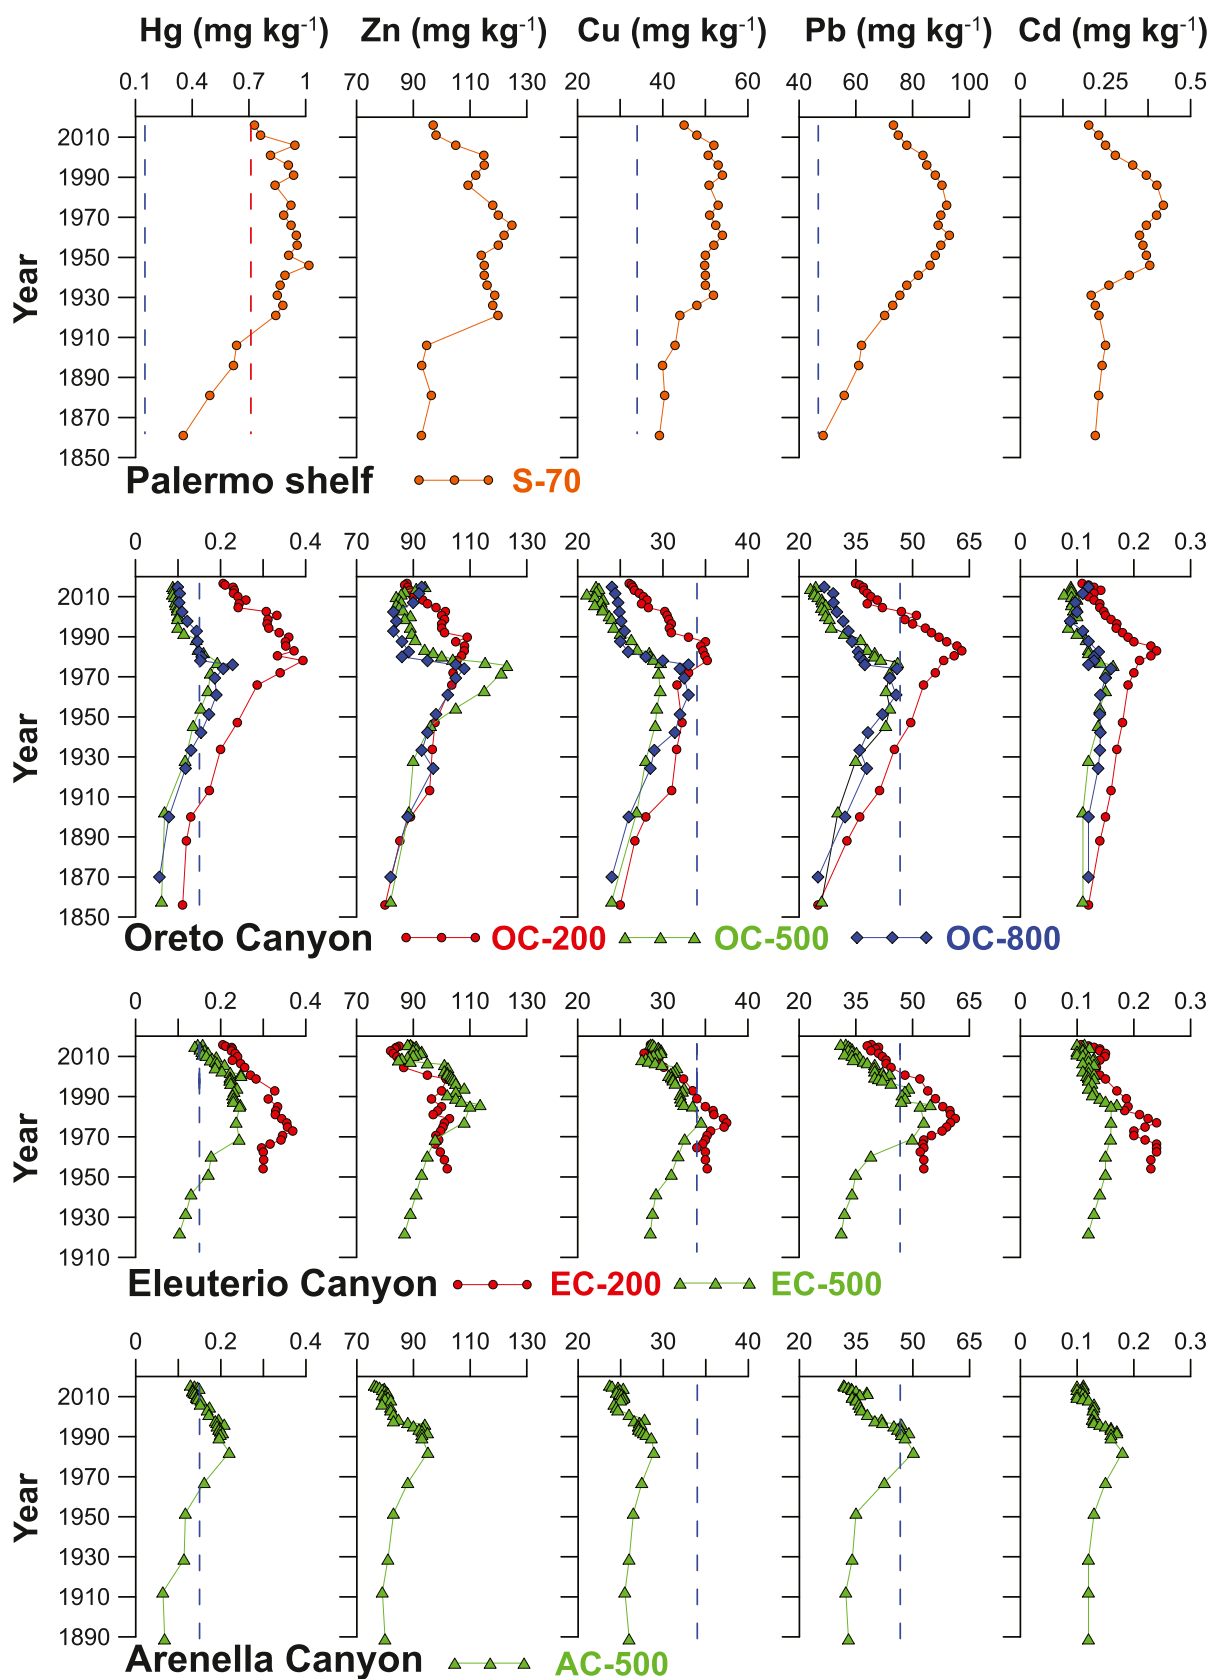 Hg (mg kg-1) Zn (mg kg-1) Cu (mg kg-1) Pb (mg kg-1) Cd (mg kg-1)
0.1 0.4 0.7 1 70 90 110 130 20 40 60 40 60 80 100 0 0.25 0.5
2010
1990
1970
1950
1930
1910
1890
1870
1850
Year
Palermo shelf S-70
0 0.2 0.4 70 90 110 130 20 30 40 20 35 50 65 0 0.1 0.2 0.3
2010
1990
1970
1950
1930
1910
1890
1870
1850
Year
Oreto Canyon OC-200 OC-500 OC-800
0 0.2 0.4 70 90 110 130 20 30 40 20 35 50 65 0 0.1 0.2 0.3
2010
1990
1970
1950
1930
1910
Year
Eleuterio Canyon EC-200 EC-500
0 0.2 0.4 70 90 110 130 20 30 40 20 35 50 65 0 0.1 0.2 0.3
2010
1990
1970
1950
1930
1910
1890
Year
Arenella Canyon AC-500